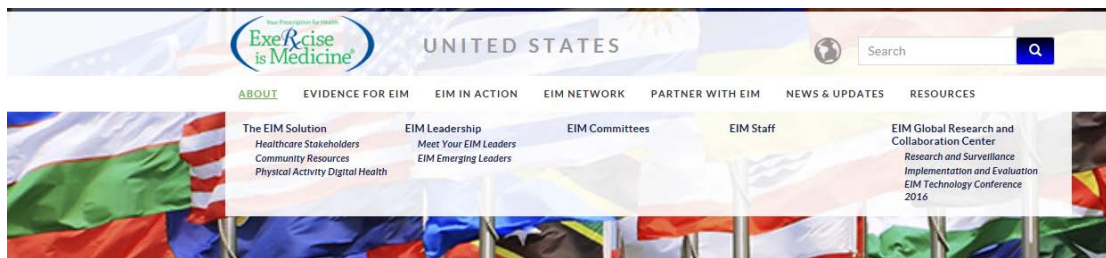 Your Prescription for Health
ExeRcise
is Medicine®
UNITED STATES
Search
ABOUT EVIDENCE FOR EIM EIM IN ACTION EIM NETWORK PARTNER WITH EIM NEWS & UPDATES RESOURCES
The EIM Solution
Healthcare Stakeholders
Community Resources
Physical Activity Digital Health
EIM Leadership
Meet Your EIM Leaders
EIM Emerging Leaders
EIM Committees
EIM Staff
EIM Global Research and
Collaboration Center
Research and Surveillance
Implementation and Evaluation
EIM Technology Conference
2016